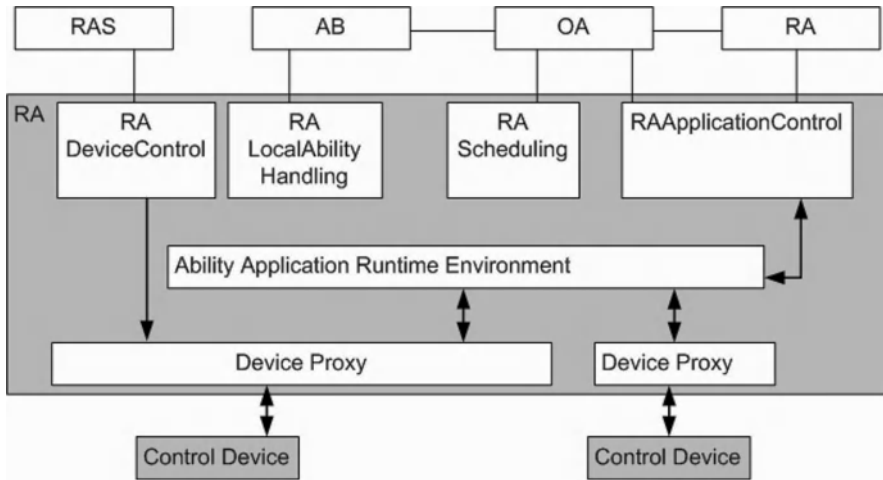 RAS
AB
OA
RA
RA
RA
DeviceControl
RA
LocalAbility
Handling
RA
Scheduling
RAApplicationControl
Ability Application Runtime Environment
Device Proxy
Device Proxy
Control Device
Control Device